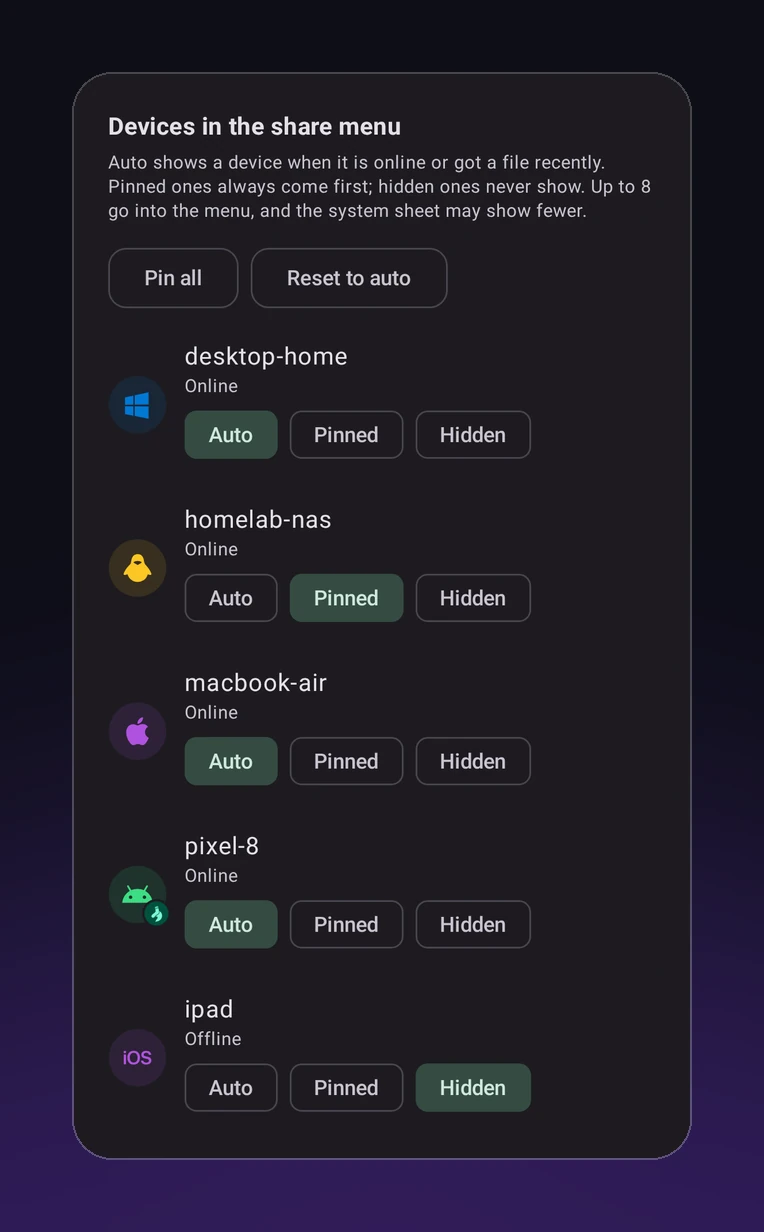 Devices in the share menu
Auto shows a device when it is online or got a file recently.
Pinned ones always come first; hidden ones never show. Up to 8
go into the menu, and the system sheet may show fewer.
Pin all Reset to auto
desktop-home
Online
Auto Pinned Hidden
homelab-nas
Online
Auto Pinned Hidden
macbook-air
Online
Auto Pinned Hidden
pixel-8
Online
Auto Pinned Hidden
ipad
Offline
iOS
Auto Pinned Hidden